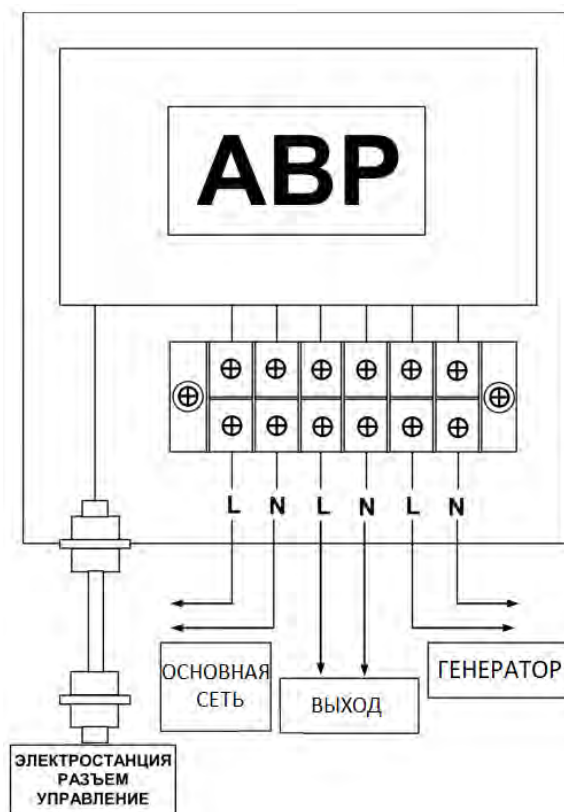 АВР
L N L N L N
ОСНОВНАЯ
СЕТЬ
ВЫХОД
ГЕНЕРАТОР
ЭЛЕКТРОСТАНЦИЯ
РАЗЪЕМ
УПРАВЛЕНИЕ